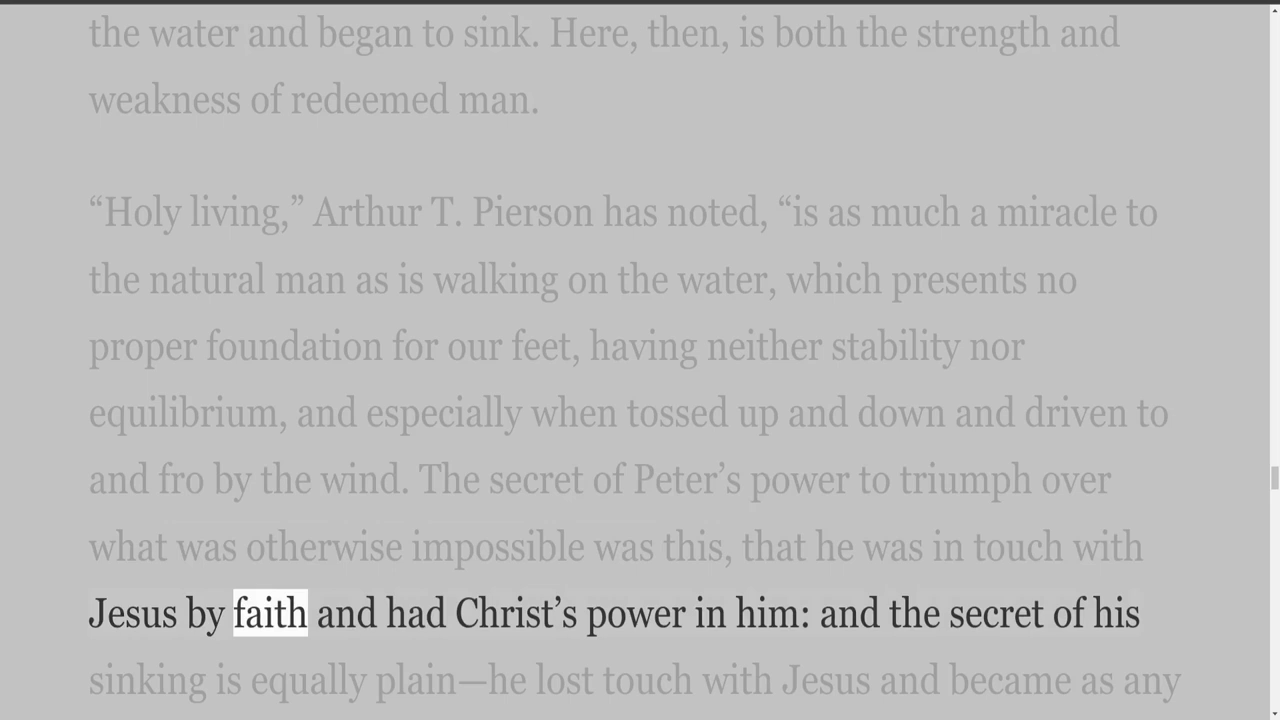 the water and began to sink. Here, then, is both the strength and
weakness of redeemed man.
“Holy living,” Arthur T. Pierson has noted, “is as much a miracle to
the natural man as is walking on the water, which presents no
proper foundation for our feet, having neither stability nor
equilibrium, and especially when tossed up and down and driven to
and fro by the wind. The secret of Peter’s power to triumph over
what was otherwise impossible was this, that he was in touch with
Jesus by faith and had Christ’s power in him: and the secret of his
sinking is equally plain—he lost touch with Jesus and became as any